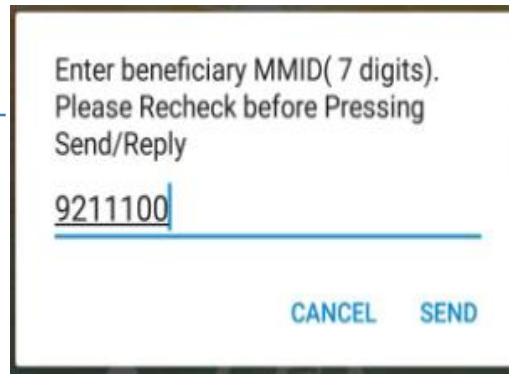 Enter beneficiary MMID( 7 digits).
Please Recheck before Pressing
Send/Reply
9211100
CANCEL SEND